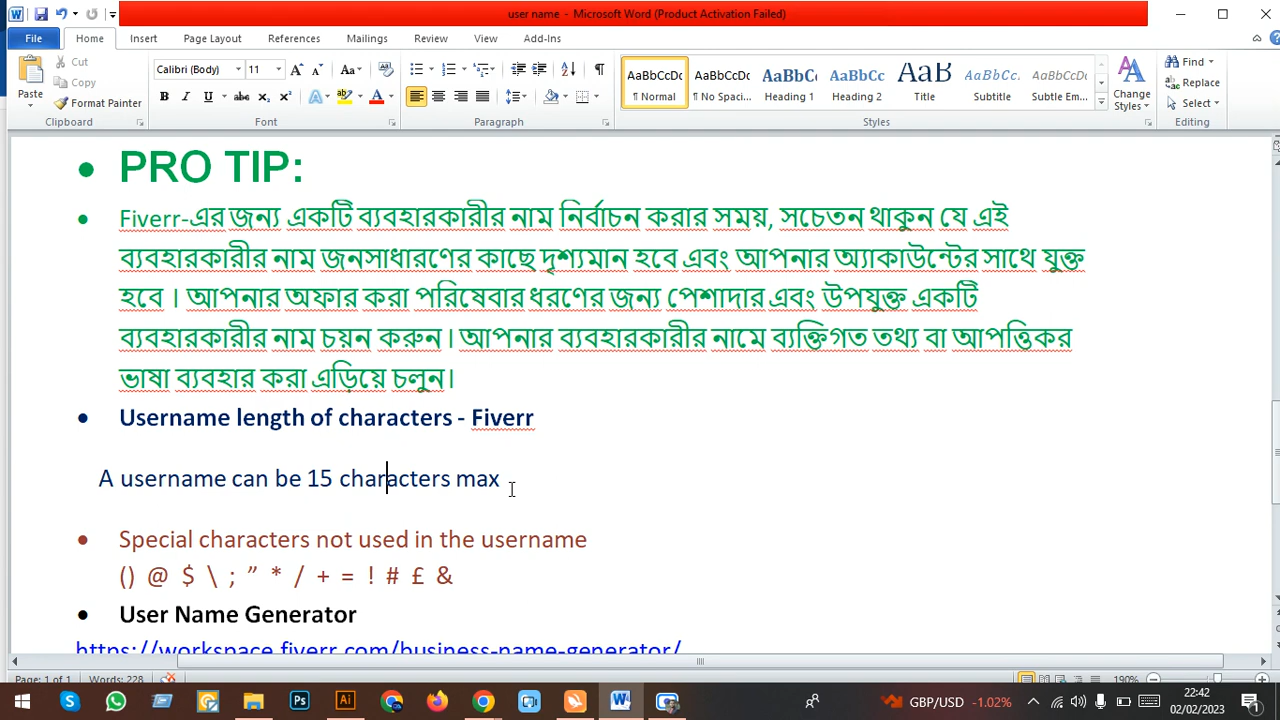 user name - Microsoft Word (Product Activation Failed)
File Home Insert Page Layout References Mailings Review View Add-Ins
Cut
Copy
Format Painter
Paste
Clipboard
Calibri (Body) 11
Font
Paragraph
AaBbCcDc AaBbCcDc AaBbCc AaBbCc AaB AaBbCc. AaBbCcDc
¶ Normal ¶ No Spaci... Heading 1 Heading 2 Title Subtitle Subtle Em...
Change Styles
Styles
Find
Replace
Select
Editing
• PRO TIP:
• Fiverr-এর জন্য একটি ব্যবহারকারীর নাম নির্বাচন করার সময়, সচেতন থাকুন যে এই
ব্যবহারকারীর নাম জনসাধারণের কাছে দৃশ্যমান হবে এবং আপনার অ্যাকাউন্টের সাথে যুক্ত
হবে। আপনার অফার করা পরিষেবার ধরণের জন্য পেশাদার এবং উপযুক্ত একটি
ব্যবহারকারীর নাম চয়ন করুন। আপনার ব্যবহারকারীর নামে ব্যক্তিগত তথ্য বা আপত্তিকর
ভাষা ব্যবহার করা এড়িয়ে চলুন।
• Username length of characters - Fiverr
A username can be 15 characters max
• Special characters not used in the username
() @ $ \ ; ” * / + = ! # £ &
• User Name Generator
https://workspace.fiverr.com/business-name-generator/
Page: 1 of 1 Words: 228 190%
GBP/USD -1.02%
22:42
02/02/2023